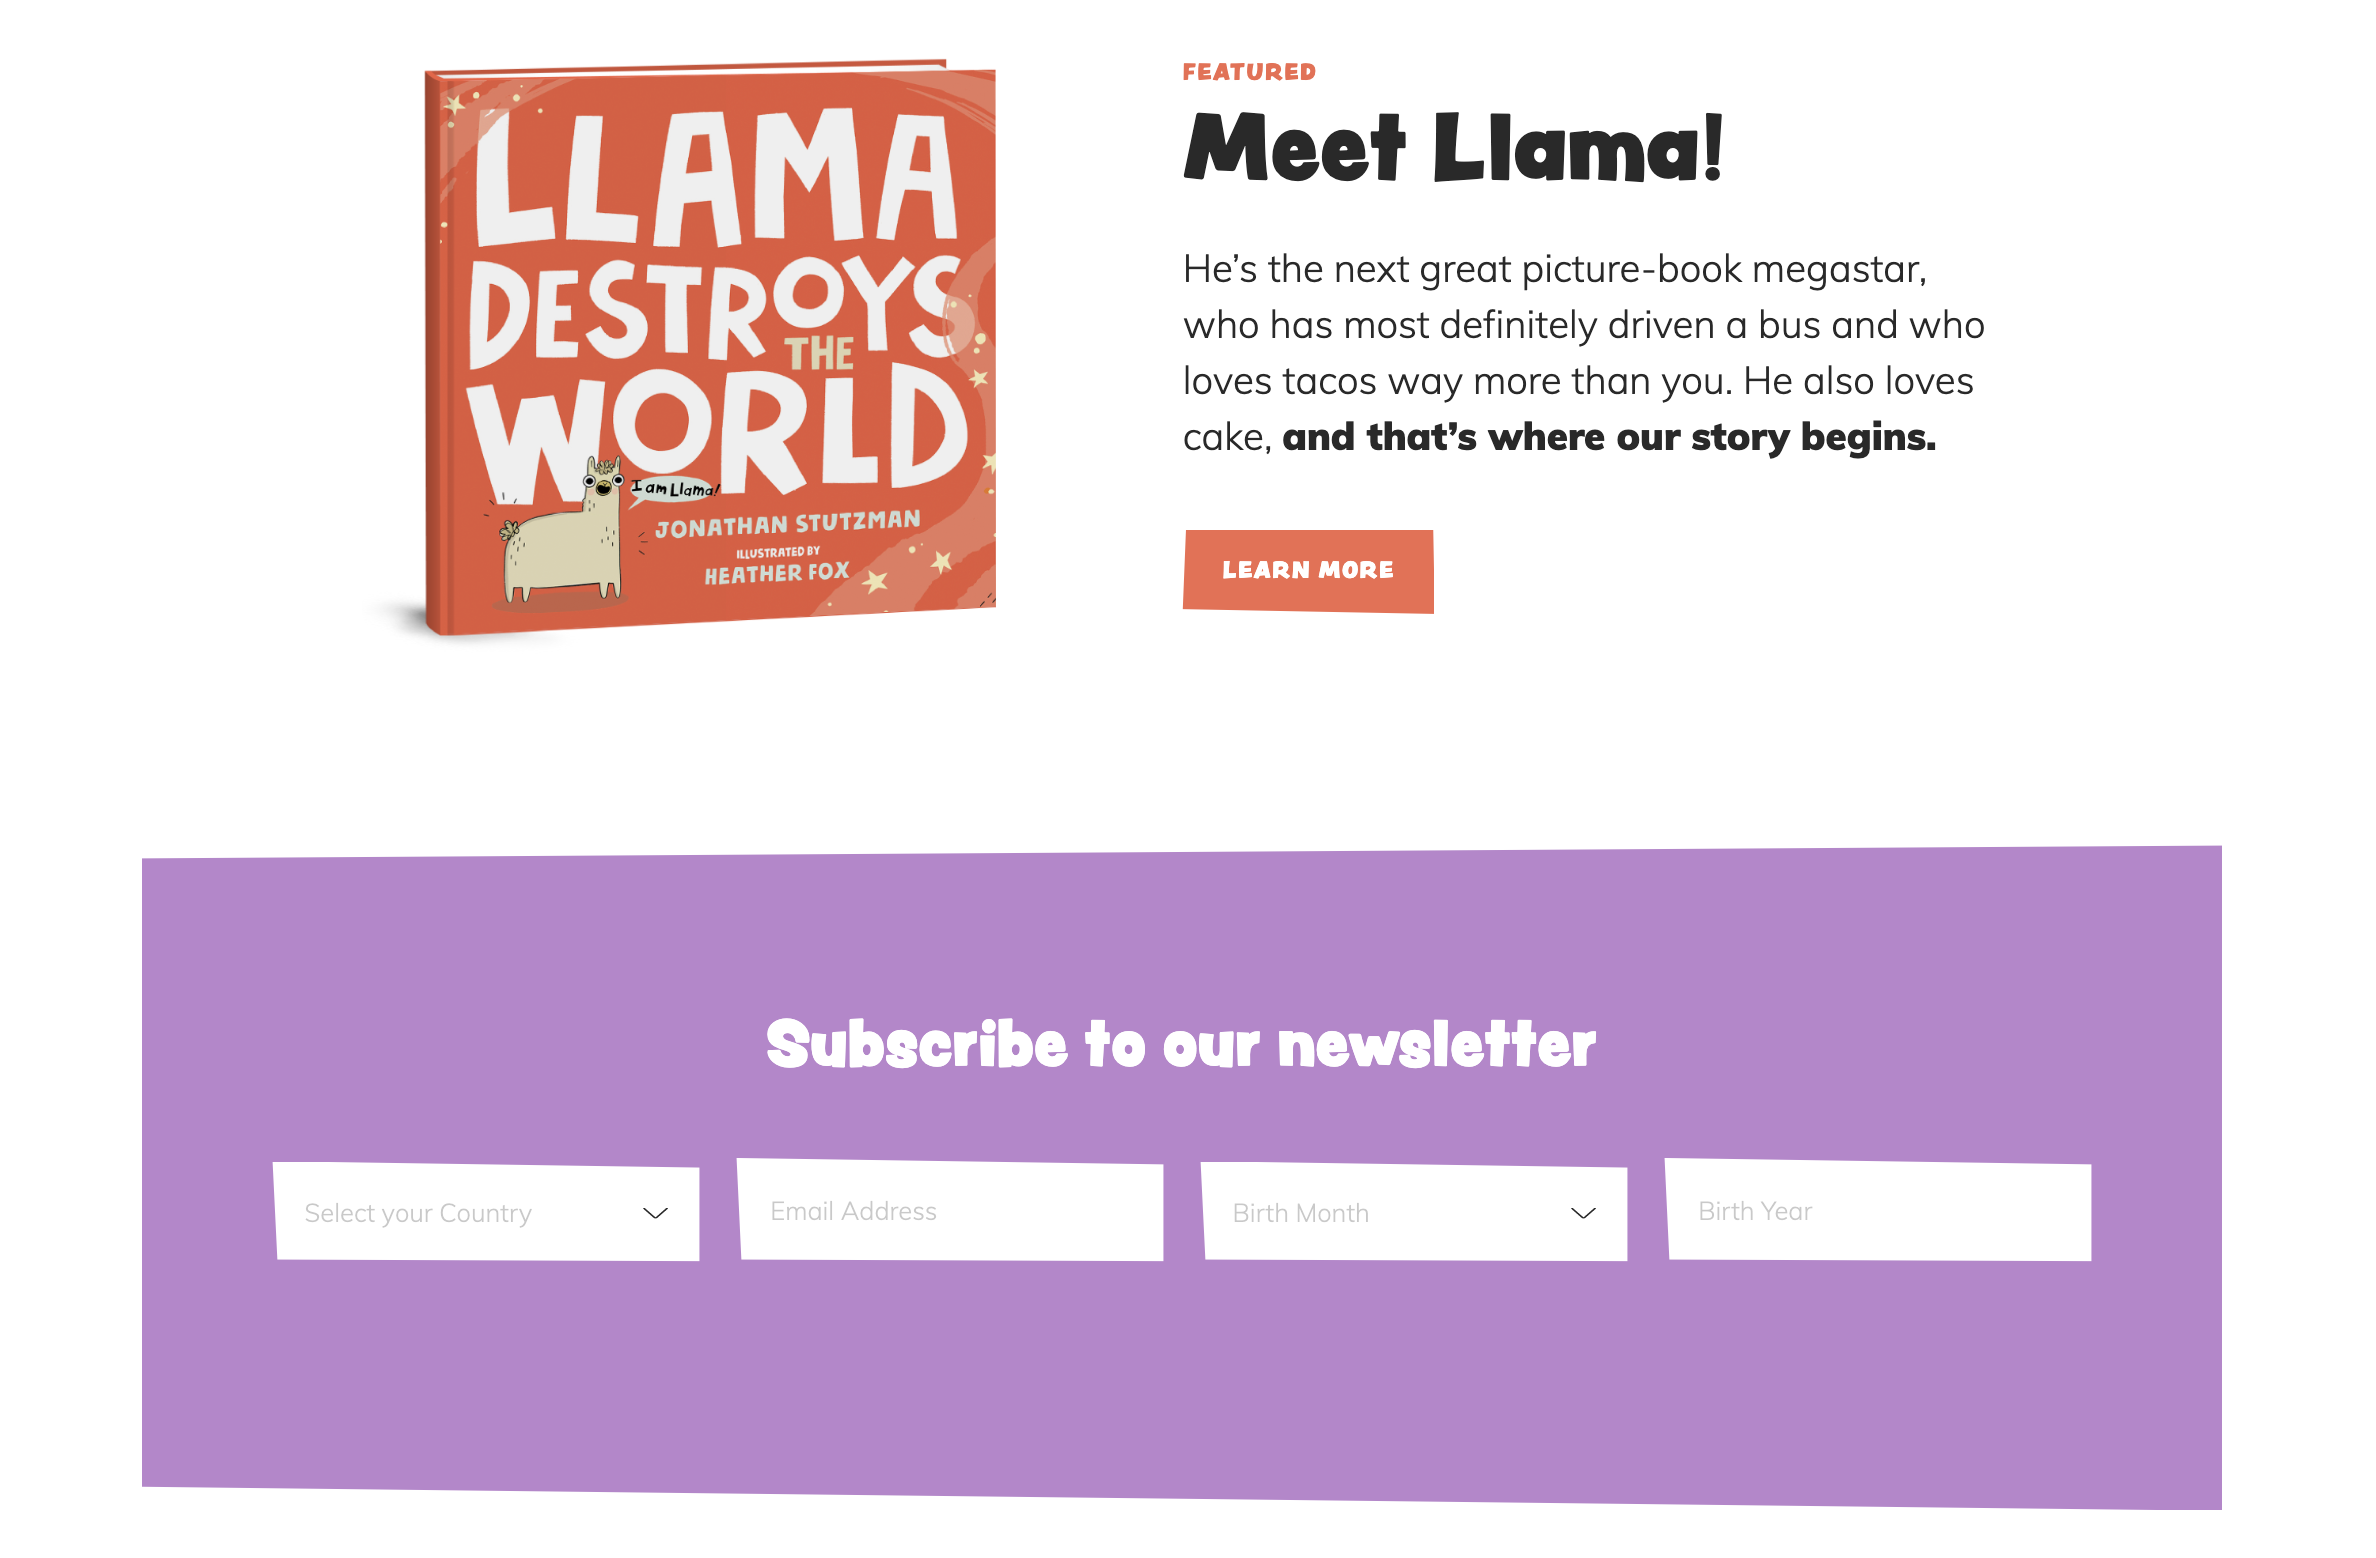 LLAMA
DESTROYS
THE
WORLD
I am Llama!
JONATHAN STUTZMAN
ILLUSTRATED BY
HEATHER FOX
FEATURED
Meet Llama!
He’s the next great picture-book megastar,
who has most definitely driven a bus and who
loves tacos way more than you. He also loves
cake, and that’s where our story begins.
LEARN MORE
Subscribe to our newsletter
Select your Country
Email Address
Birth Month
Birth Year